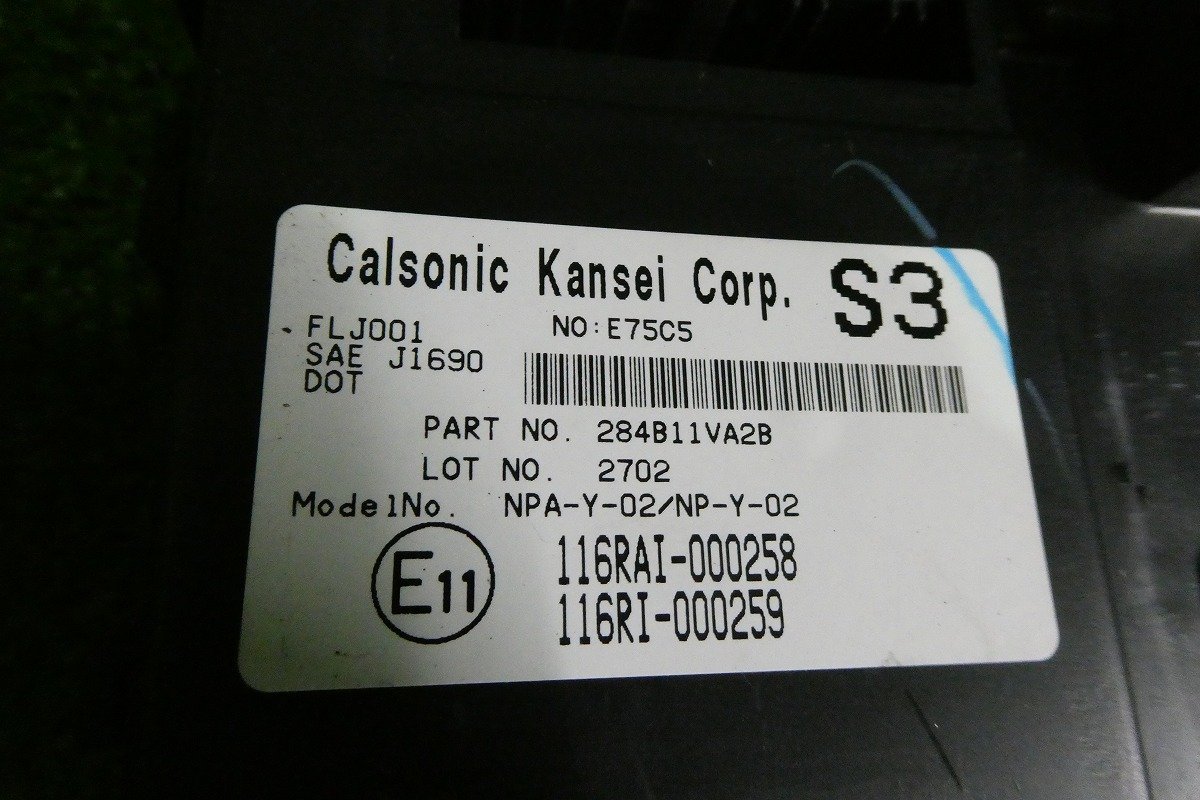 Calsonic Kansei Corp. S3
FLJ001 NO:E75C5
SAE J1690
DOT
PART NO. 284B11VA2B
LOT NO. 2702
ModelNo. NPA-Y-02/NP-Y-02
E11
116RAI-000258
116RI-000259